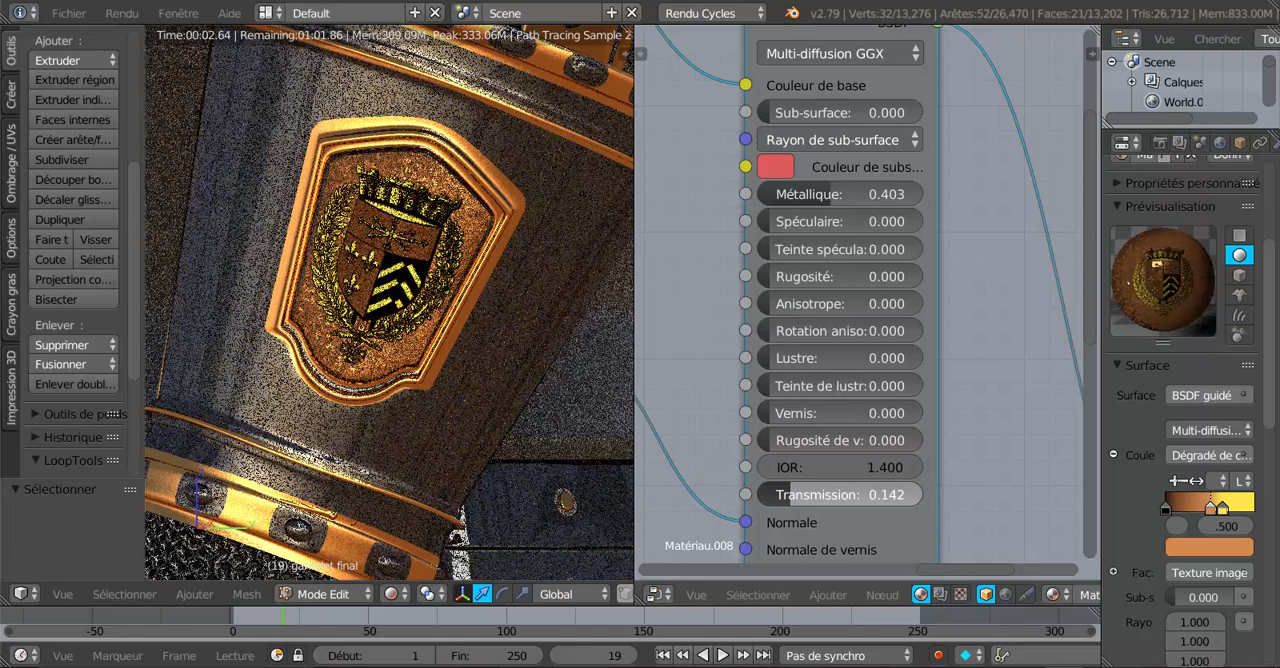 Fichier Rendu Fenêtre Aide Default Scene Rendu Cycles v2.79 | Verts:32/13,276 | Arêtes:52/26,470 | Faces:21/13,202 | Tris:26,712 | Mem:833.00M
Time:00:02.64 | Remaining:01:01.86 | Mem:309.09M, Peak:333.06M | Path Tracing Sample 2
Outils
Créer
Ombrage / UVs
Options
Crayon gras
Impression 3D
Ajouter :
Extruder
Extruder région
Extruder indi...
Faces internes
Créer arête/f...
Subdiviser
Découper bo...
Décaler gliss...
Dupliquer
Faire t Visser
Coute Sélecti
Projection co...
Bisecter
Enlever :
Supprimer
Fusionner
Enlever doubl...
Historique
LoopTools
Sélectionner
Multi-diffusion GGX
Couleur de base
Sub-surface: 0.000
Rayon de sub-surface
Couleur de subs...
Métallique: 0.403
Spéculaire: 0.000
Teinte spécula: 0.000
Rugosité: 0.000
Anisotrope: 0.000
Rotation aniso: 0.000
Lustre: 0.000
Teinte de lustr: 0.000
Vernis: 0.000
Rugosité de v: 0.000
IOR: 1.400
Transmission: 0.142
Normale
Matériau.008
Normale de vernis
Vue Chercher Tou
Scene
Calques
World.0
Prévisualisation
Surface
Surface BSDF guidé
Multi-diffusi...
Coule Dégradé de c...
L
.500
Fac: Texture image
Sub-s 0.000
Rayo 1.000
1.000
1.000
Vue Sélectionner Ajouter Mesh Mode Edit Global
Vue Sélectionner Ajouter Nœud Mat
-50 0 50 100 150 200 250 300
Vue Marqueur Frame Lecture Début: 1 Fin: 250 19 Pas de synchro